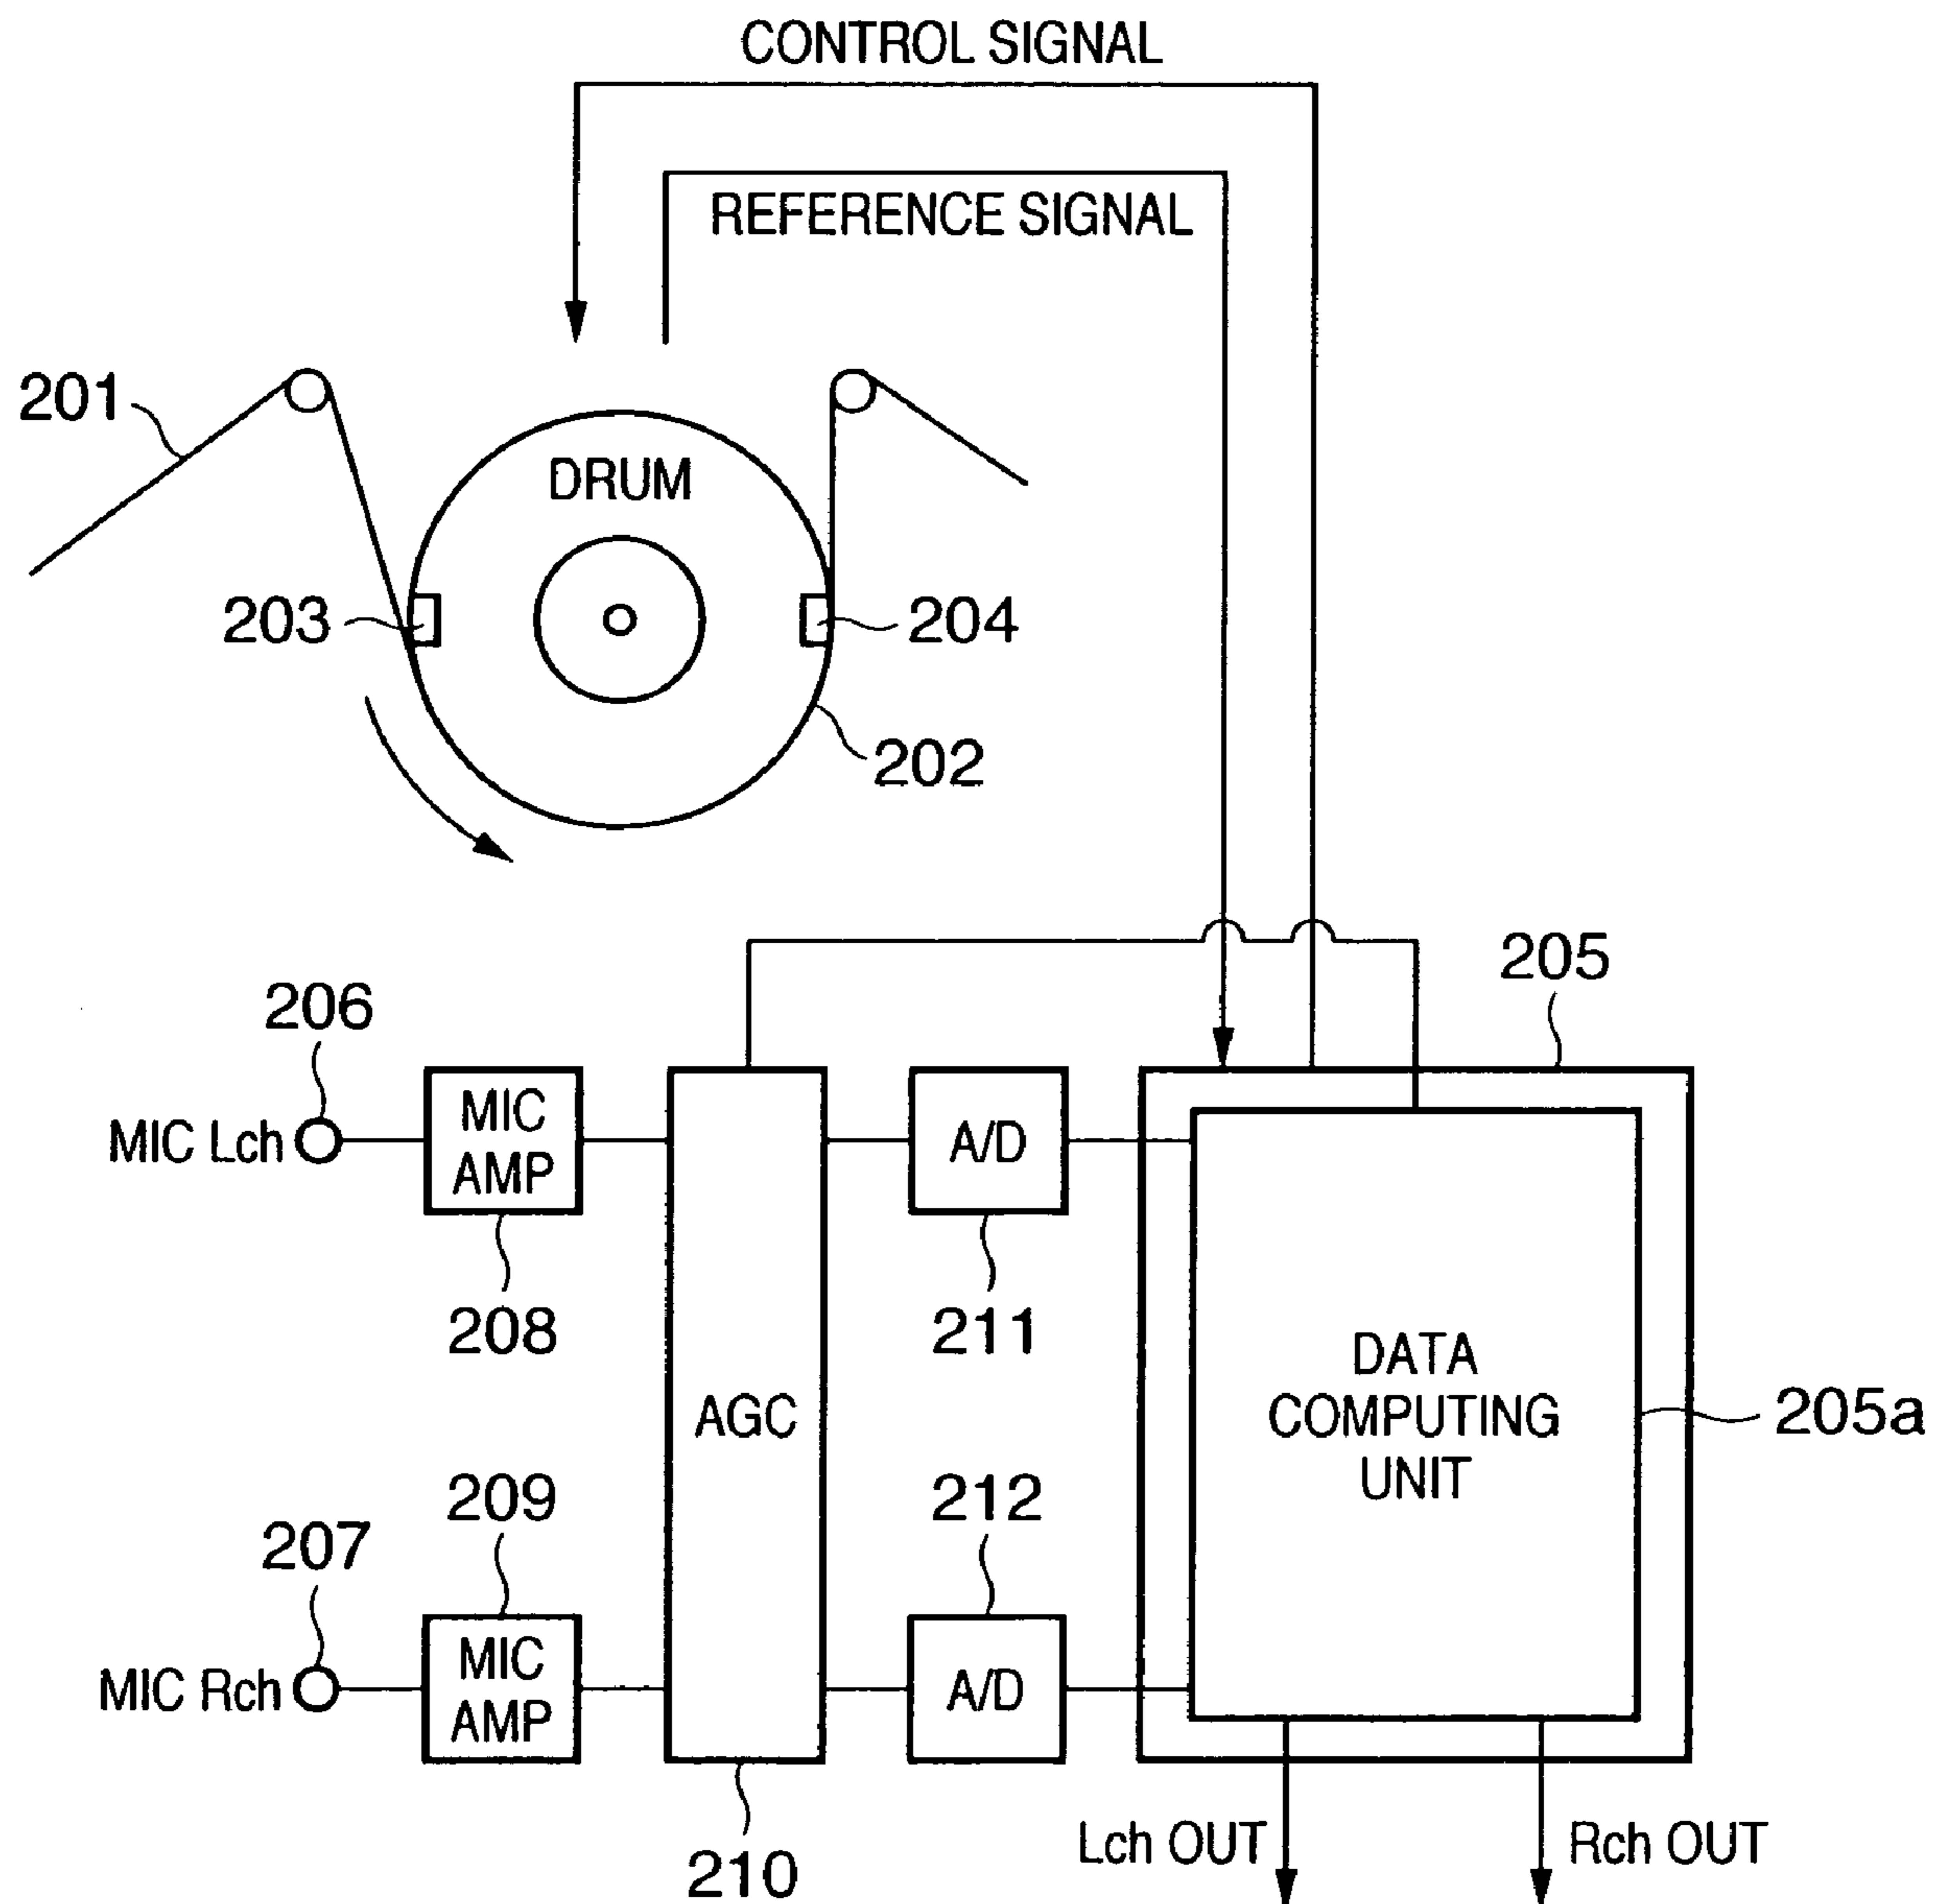 CONTROL SIGNAL
REFERENCE SIGNAL
201
DRUM
203
204
202
205
206
MIC Lch
MIC
AMP
A/D
208
211
DATA
COMPUTING
UNIT
AGC
205a
209
212
207
MIC Rch
MIC
AMP
A/D
210
Lch OUT
Rch OUT